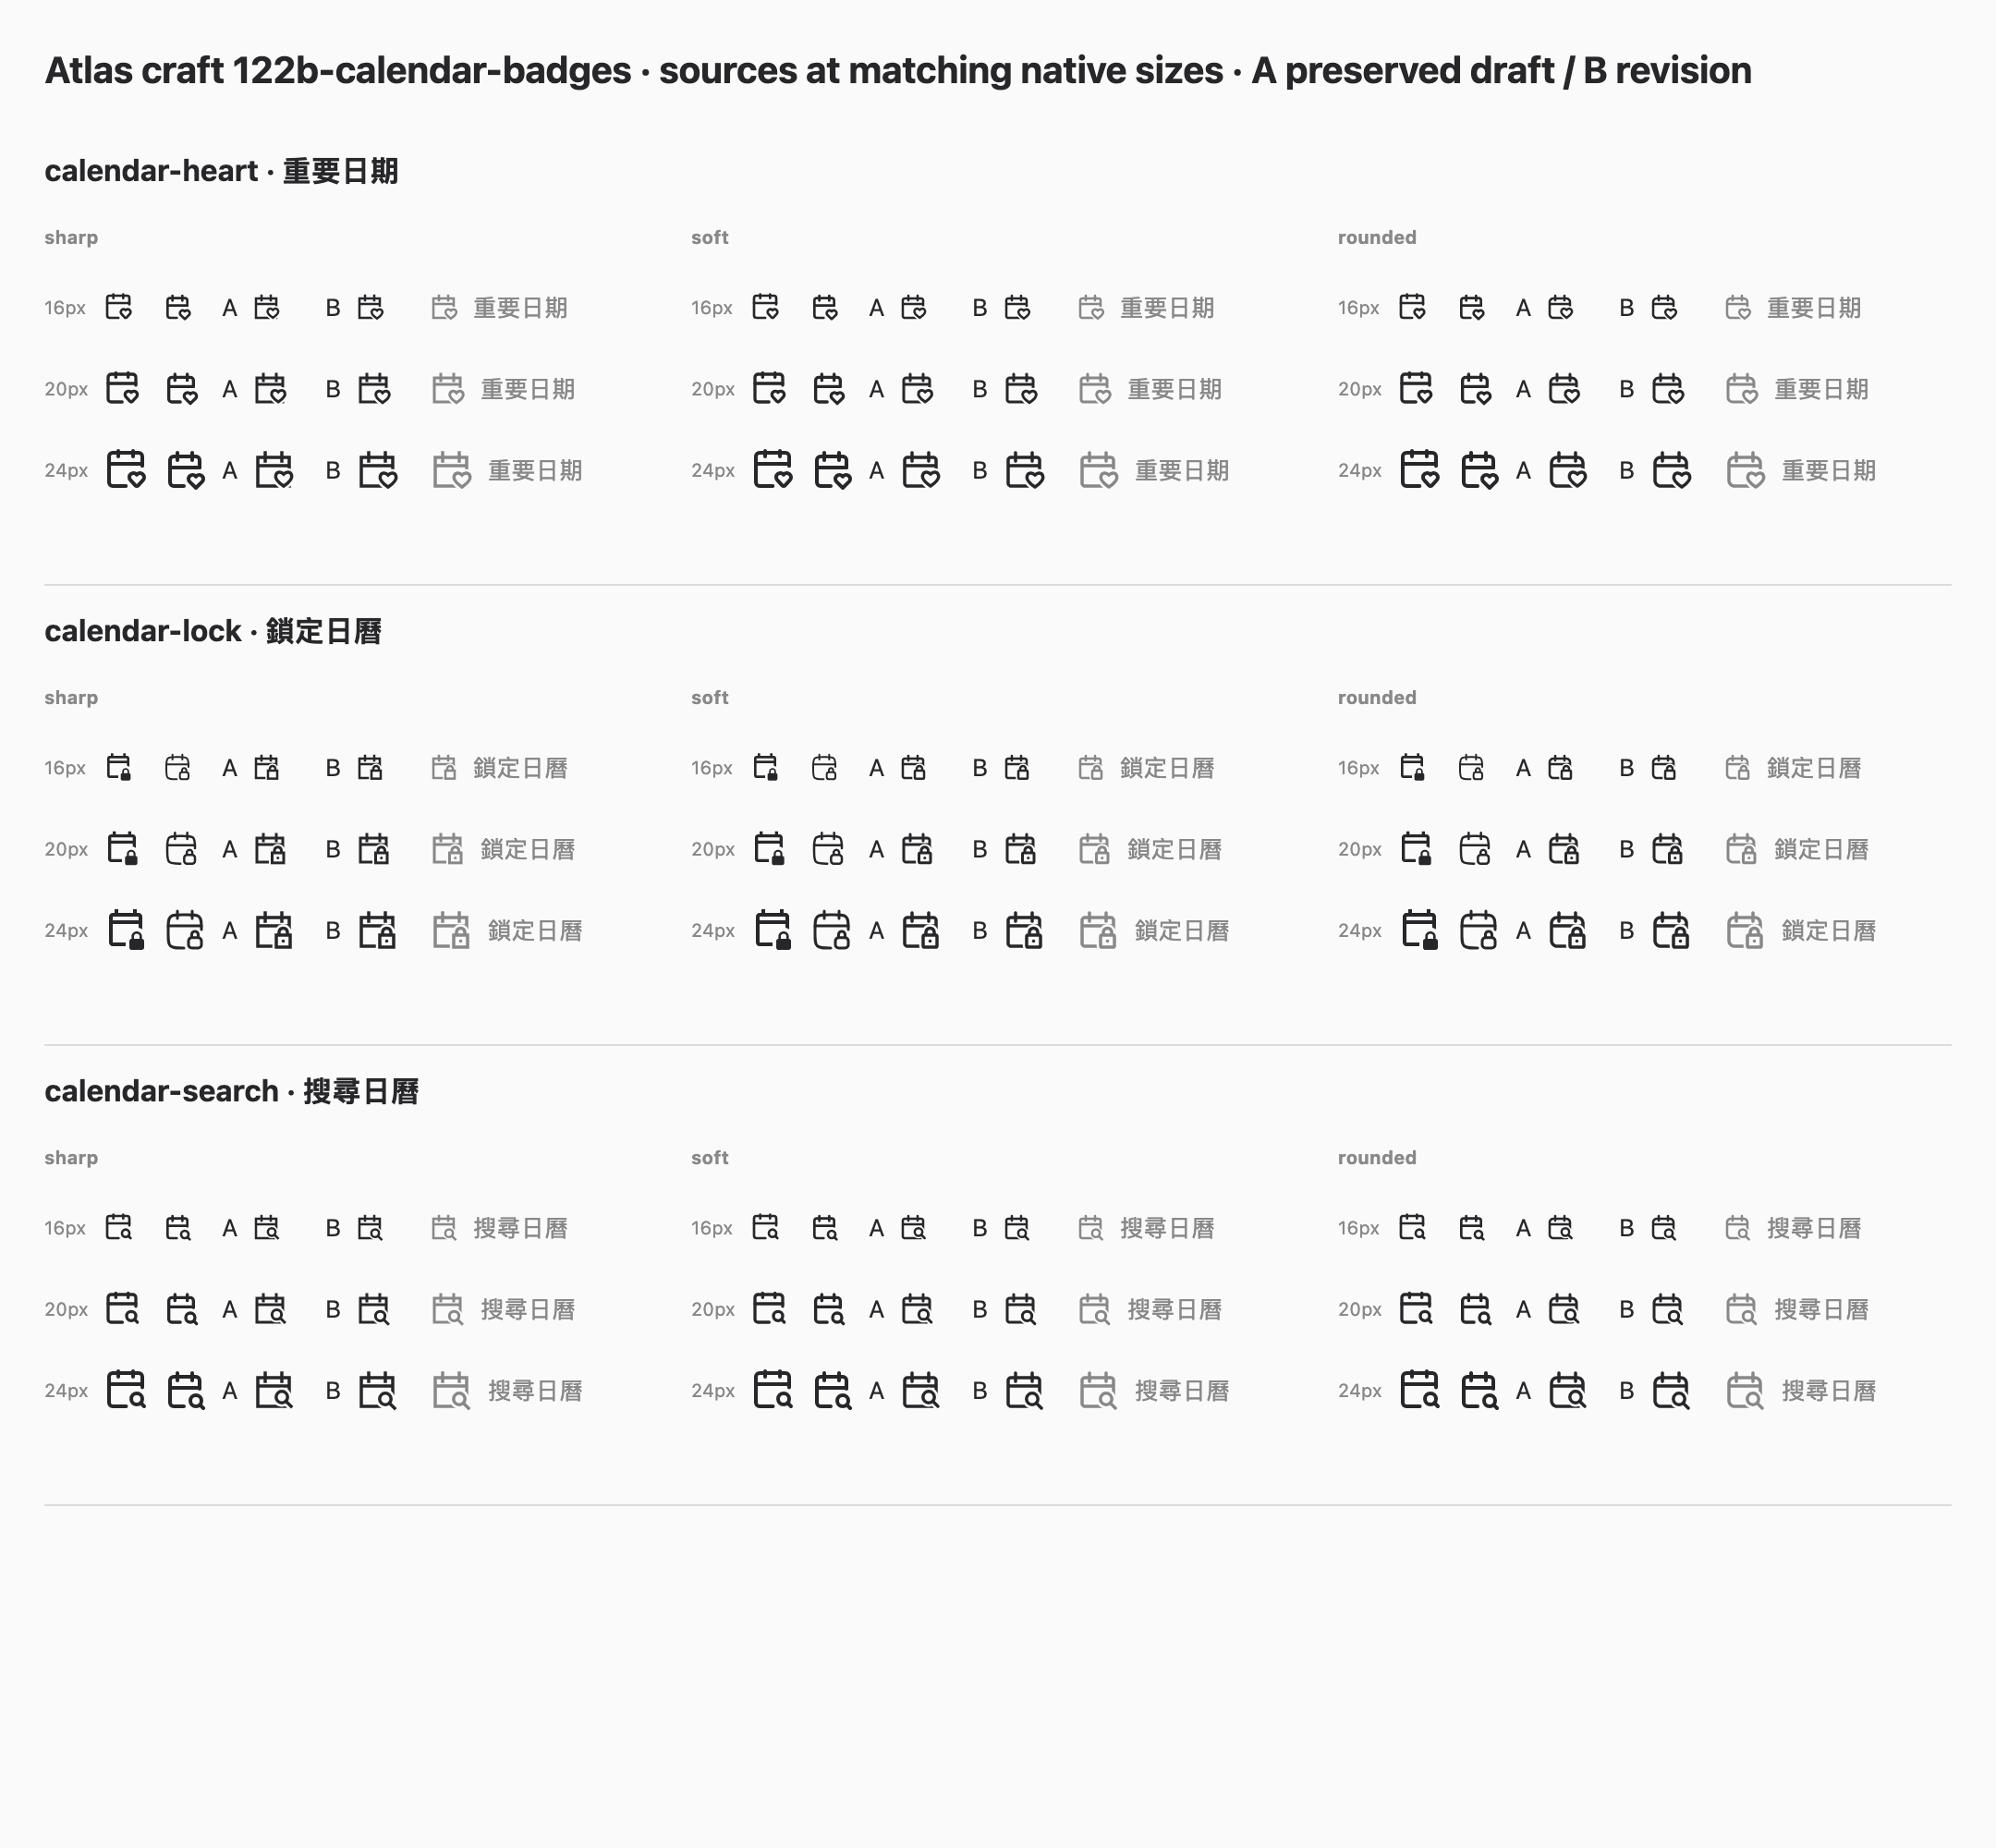 Atlas craft 122b-calendar-badges · sources at matching native sizes · A preserved draft / B revision
calendar-heart · 重要日期
sharp soft rounded
16px A B 重要日期 16px A B 重要日期 16px A B 重要日期
20px A B 重要日期 20px A B 重要日期 20px A B 重要日期
24px A B 重要日期 24px A B 重要日期 24px A B 重要日期
calendar-lock · 鎖定日曆
sharp soft rounded
16px A B 鎖定日曆 16px A B 鎖定日曆 16px A B 鎖定日曆
20px A B 鎖定日曆 20px A B 鎖定日曆 20px A B 鎖定日曆
24px A B 鎖定日曆 24px A B 鎖定日曆 24px A B 鎖定日曆
calendar-search · 搜尋日曆
sharp soft rounded
16px A B 搜尋日曆 16px A B 搜尋日曆 16px A B 搜尋日曆
20px A B 搜尋日曆 20px A B 搜尋日曆 20px A B 搜尋日曆
24px A B 搜尋日曆 24px A B 搜尋日曆 24px A B 搜尋日曆